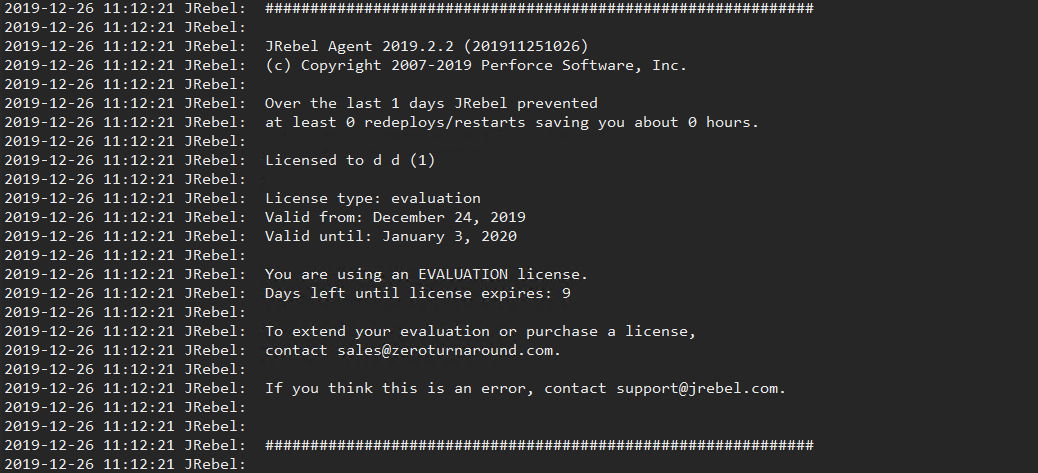 2019-12-26 11:12:21 JRebel:  #############################################################
2019-12-26 11:12:21 JRebel:
2019-12-26 11:12:21 JRebel:  JRebel Agent 2019.2.2 (201911251026)
2019-12-26 11:12:21 JRebel:  (c) Copyright 2007-2019 Perforce Software, Inc.
2019-12-26 11:12:21 JRebel:
2019-12-26 11:12:21 JRebel:  Over the last 1 days JRebel prevented
2019-12-26 11:12:21 JRebel:  at least 0 redeploys/restarts saving you about 0 hours.
2019-12-26 11:12:21 JRebel:
2019-12-26 11:12:21 JRebel:  Licensed to d d (1)
2019-12-26 11:12:21 JRebel:
2019-12-26 11:12:21 JRebel:  License type: evaluation
2019-12-26 11:12:21 JRebel:  Valid from: December 24, 2019
2019-12-26 11:12:21 JRebel:  Valid until: January 3, 2020
2019-12-26 11:12:21 JRebel:
2019-12-26 11:12:21 JRebel:  You are using an EVALUATION license.
2019-12-26 11:12:21 JRebel:  Days left until license expires: 9
2019-12-26 11:12:21 JRebel:
2019-12-26 11:12:21 JRebel:  To extend your evaluation or purchase a license,
2019-12-26 11:12:21 JRebel:  contact sales@zeroturnaround.com.
2019-12-26 11:12:21 JRebel:
2019-12-26 11:12:21 JRebel:  If you think this is an error, contact support@jrebel.com.
2019-12-26 11:12:21 JRebel:
2019-12-26 11:12:21 JRebel:
2019-12-26 11:12:21 JRebel:  #############################################################
2019-12-26 11:12:21 JRebel: